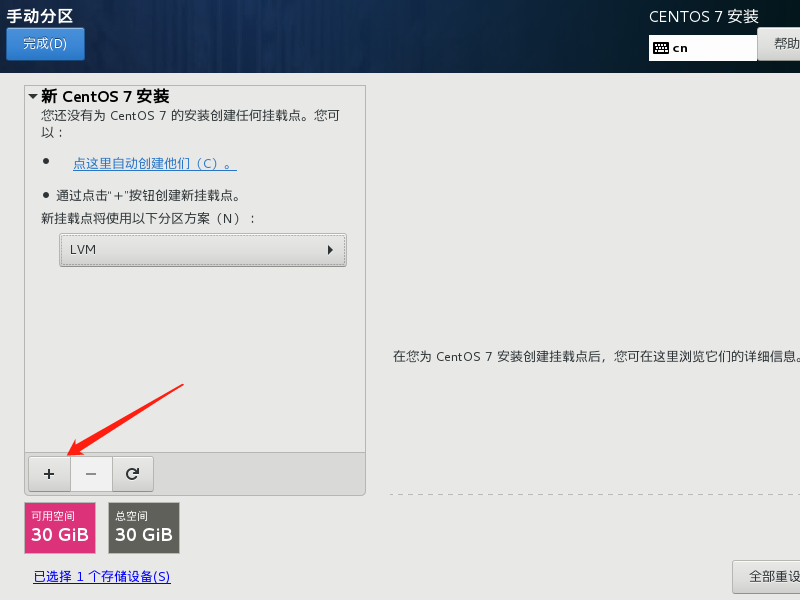 手动分区
CENTOS 7 安装
完成(D)
cn
帮助
新 CentOS 7 安装
您还没有为 CentOS 7 的安装创建任何挂载点。您可
以：
点这里自动创建他们（C）。
通过点击“+”按钮创建新挂载点。
新挂载点将使用以下分区方案（N）：
LVM
在您为 CentOS 7 安装创建挂载点后，您可在这里浏览它们的详细信息。
可用空间
30 GiB
总空间
30 GiB
已选择 1 个存储设备(S)
全部重设